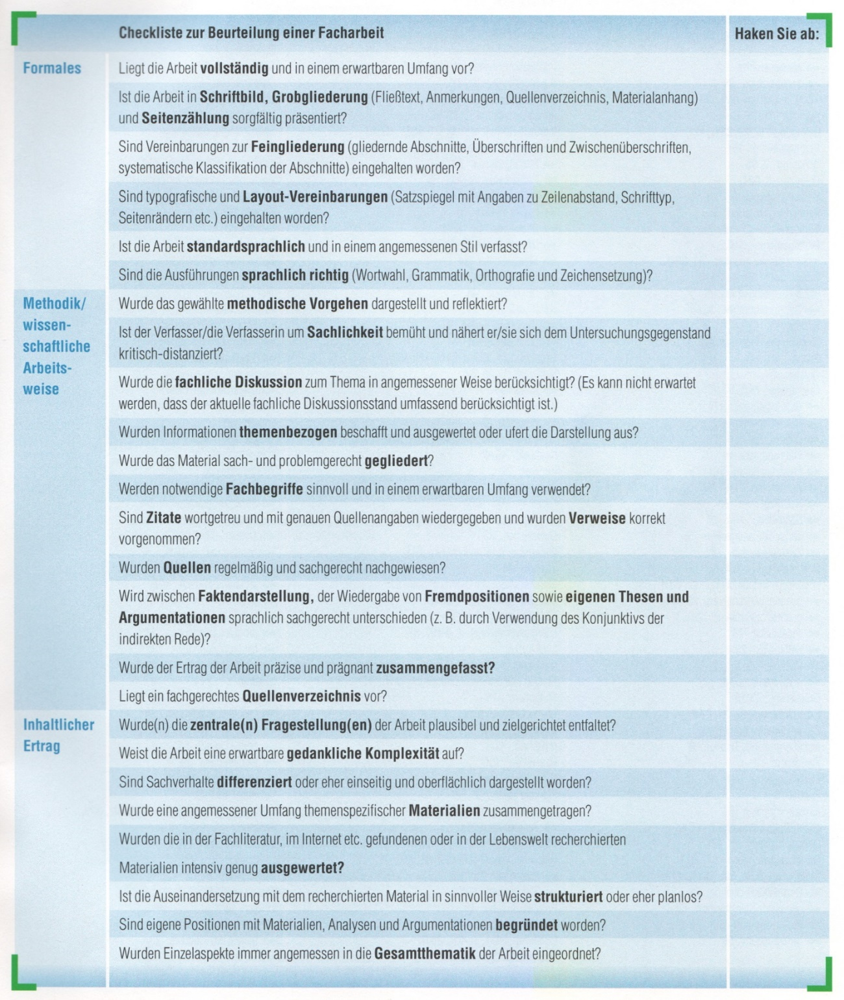 Checkliste zur Beurteilung einer Facharbeit
Haken Sie ab:
Formales
Liegt die Arbeit vollständig und in einem erwartbaren Umfang vor?
Ist die Arbeit in Schriftbild, Grobgliederung (Fließtext, Anmerkungen, Quellenverzeichnis, Materialanhang)
und Seitenzählung sorgfältig präsentiert?
Sind Vereinbarungen zur Feingliederung (gliedernde Abschnitte, Überschriften und Zwischenüberschriften,
systematische Klassifikation der Abschnitte) eingehalten worden?
Sind typografische und Layout-Vereinbarungen (Satzspiegel mit Angaben zu Zeilenabstand, Schrifttyp,
Seitenrändern etc.) eingehalten worden?
Ist die Arbeit standardsprachlich und in einem angemessenen Stil verfasst?
Sind die Ausführungen sprachlich richtig (Wortwahl, Grammatik, Orthografie und Zeichensetzung)?
Methodik/
wissen-
schaftliche
Arbeits-
weise
Wurde das gewählte methodische Vorgehen dargestellt und reflektiert?
Ist der Verfasser/die Verfasserin um Sachlichkeit bemüht und nähert er/sie sich dem Untersuchungsgegenstand
kritisch-distanziert?
Wurde die fachliche Diskussion zum Thema in angemessener Weise berücksichtigt? (Es kann nicht erwartet
werden, dass der aktuelle fachliche Diskussionsstand umfassend berücksichtigt ist.)
Wurden Informationen themenbezogen beschafft und ausgewertet oder ufert die Darstellung aus?
Wurde das Material sach- und problemgerecht gegliedert?
Werden notwendige Fachbegriffe sinnvoll und in einem erwartbaren Umfang verwendet?
Sind Zitate wortgetreu und mit genauen Quellenangaben wiedergegeben und wurden Verweise korrekt
vorgenommen?
Wurden Quellen regelmäßig und sachgerecht nachgewiesen?
Wird zwischen Faktendarstellung, der Wiedergabe von Fremdpositionen sowie eigenen Thesen und
Argumentationen sprachlich sachgerecht unterschieden (z. B. durch Verwendung des Konjunktivs der
indirekten Rede)?
Wurde der Ertrag der Arbeit präzise und prägnant zusammengefasst?
Liegt ein fachgerechtes Quellenverzeichnis vor?
Inhaltlicher
Ertrag
Wurde(n) die zentrale(n) Fragestellung(en) der Arbeit plausibel und zielgerichtet entfaltet?
Weist die Arbeit eine erwartbare gedankliche Komplexität auf?
Sind Sachverhalte differenziert oder eher einseitig und oberflächlich dargestellt worden?
Wurde eine angemessener Umfang themenspezifischer Materialien zusammengetragen?
Wurden die in der Fachliteratur, im Internet etc. gefundenen oder in der Lebenswelt recherchierten
Materialien intensiv genug ausgewertet?
Ist die Auseinandersetzung mit dem recherchierten Material in sinnvoller Weise strukturiert oder eher planlos?
Sind eigene Positionen mit Materialien, Analysen und Argumentationen begründet worden?
Wurden Einzelaspekte immer angemessen in die Gesamtthematik der Arbeit eingeordnet?